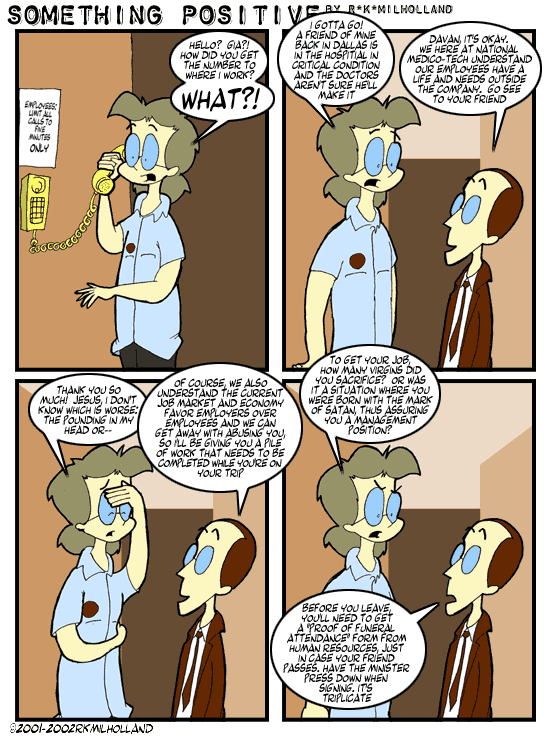 SOMETHING POSITIVE BY R*K*MILHOLLAND
HELLO? GIA?!
HOW DID YOU GET
THE NUMBER TO
WHERE I WORK?
WHAT?!
EMPLOYEES:
LIMIT ALL
CALLS TO
FIVE
MINUTES
ONLY
I GOTTA GO!
A FRIEND OF MINE
BACK IN DALLAS IS
IN THE HOSPITIAL IN
CRITICAL CONDITION
AND THE DOCTORS
AREN'T SURE HE'LL
MAKE IT
DAVAN, IT'S OKAY.
WE HERE AT NATIONAL
MEDICO-TECH UNDERSTAND
OUR EMPLOYEES HAVE A
LIFE AND NEEDS OUTSIDE
THE COMPANY. GO SEE
TO YOUR FRIEND
THANK YOU SO
MUCH! JESUS, I DON'T
KNOW WHICH IS WORSE:
THE POUNDING IN MY
HEAD OR--
OF COURSE, WE ALSO
UNDERSTAND THE CURRENT
JOB MARKET AND ECONOMY
FAVOR EMPLOYERS OVER
EMPLOYEES AND WE CAN
GET AWAY WITH ABUSING YOU,
SO I'LL BE GIVING YOU A PILE
OF WORK THAT NEEDS TO BE
COMPLETED WHILE YOU'RE ON
YOUR TRIP
TO GET YOUR JOB,
HOW MANY VIRGINS DID
YOU SACRIFICE? OR WAS
IT A SITUATION WHERE YOU
WERE BORN WITH THE MARK
OF SATAN, THUS ASSURING
YOU A MANAGEMENT
POSITION?
BEFORE YOU LEAVE,
YOU'LL NEED TO GET
A "PROOF OF FUNERAL
ATTENDANCE" FORM FROM
HUMAN RESOURCES, JUST
IN CASE YOUR FRIEND
PASSES. HAVE THE MINISTER
PRESS DOWN WHEN
SIGNING. IT'S
TRIPLICATE
©2001-2002RKMILHOLLAND